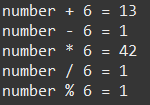 number + 6 = 13
number - 6 = 1
number * 6 = 42
number / 6 = 1
number % 6 = 1